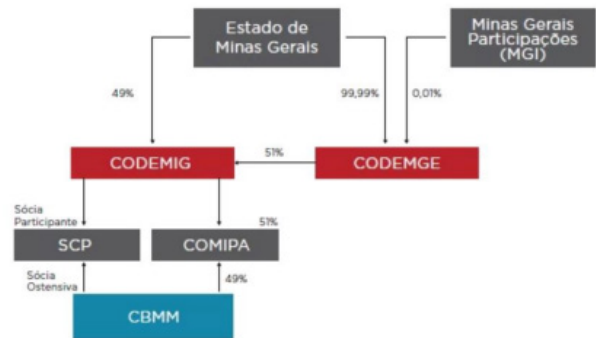 Estado de
Minas Gerais
Minas Gerais
Participações
(MGI)
49%
99,99%
0,01%
CODEMIG
51%
CODEMGE
Sócia
Participante
51%
SCP
COMIPA
Sócia
Ostensiva
49%
CBMM